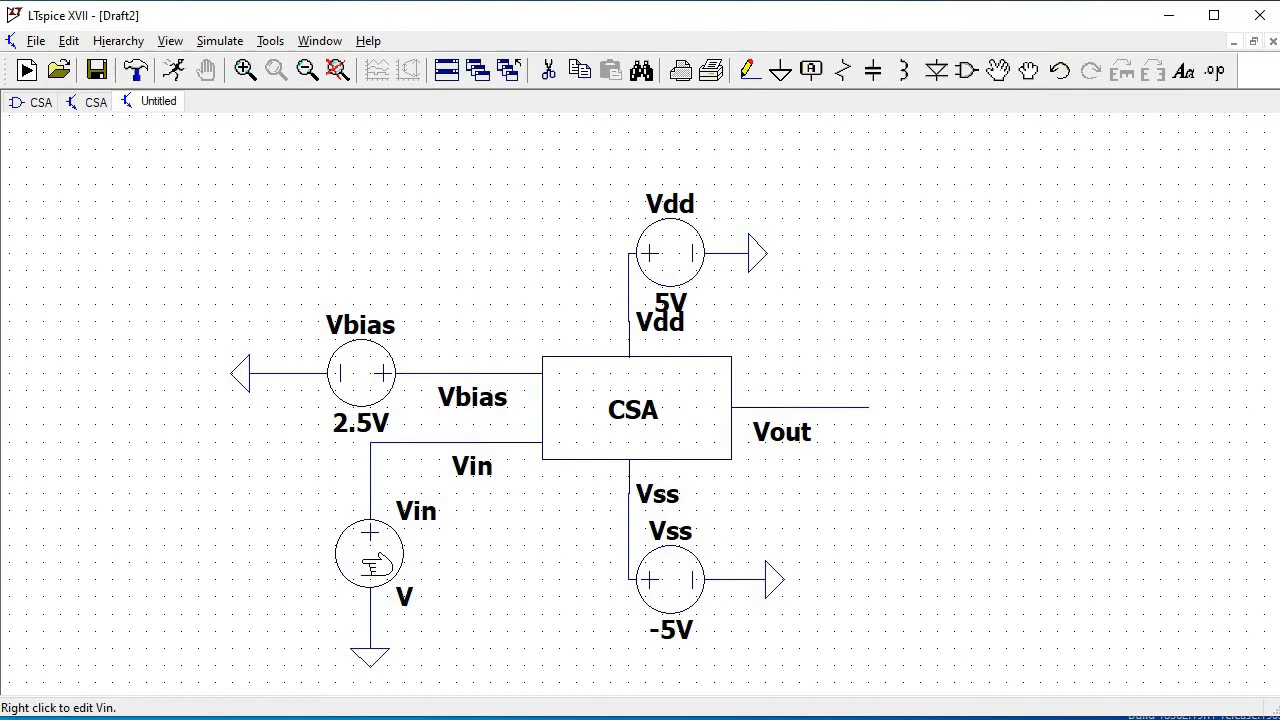 LTspice XVII - [Draft2]
File Edit Hierarchy View Simulate Tools Window Help
CSA CSA Untitled
Vdd
5V
Vdd
Vbias
2.5V
Vbias
CSA
Vout
Vin
Vin
V
Vss
Vss
-5V
Right click to edit Vin.